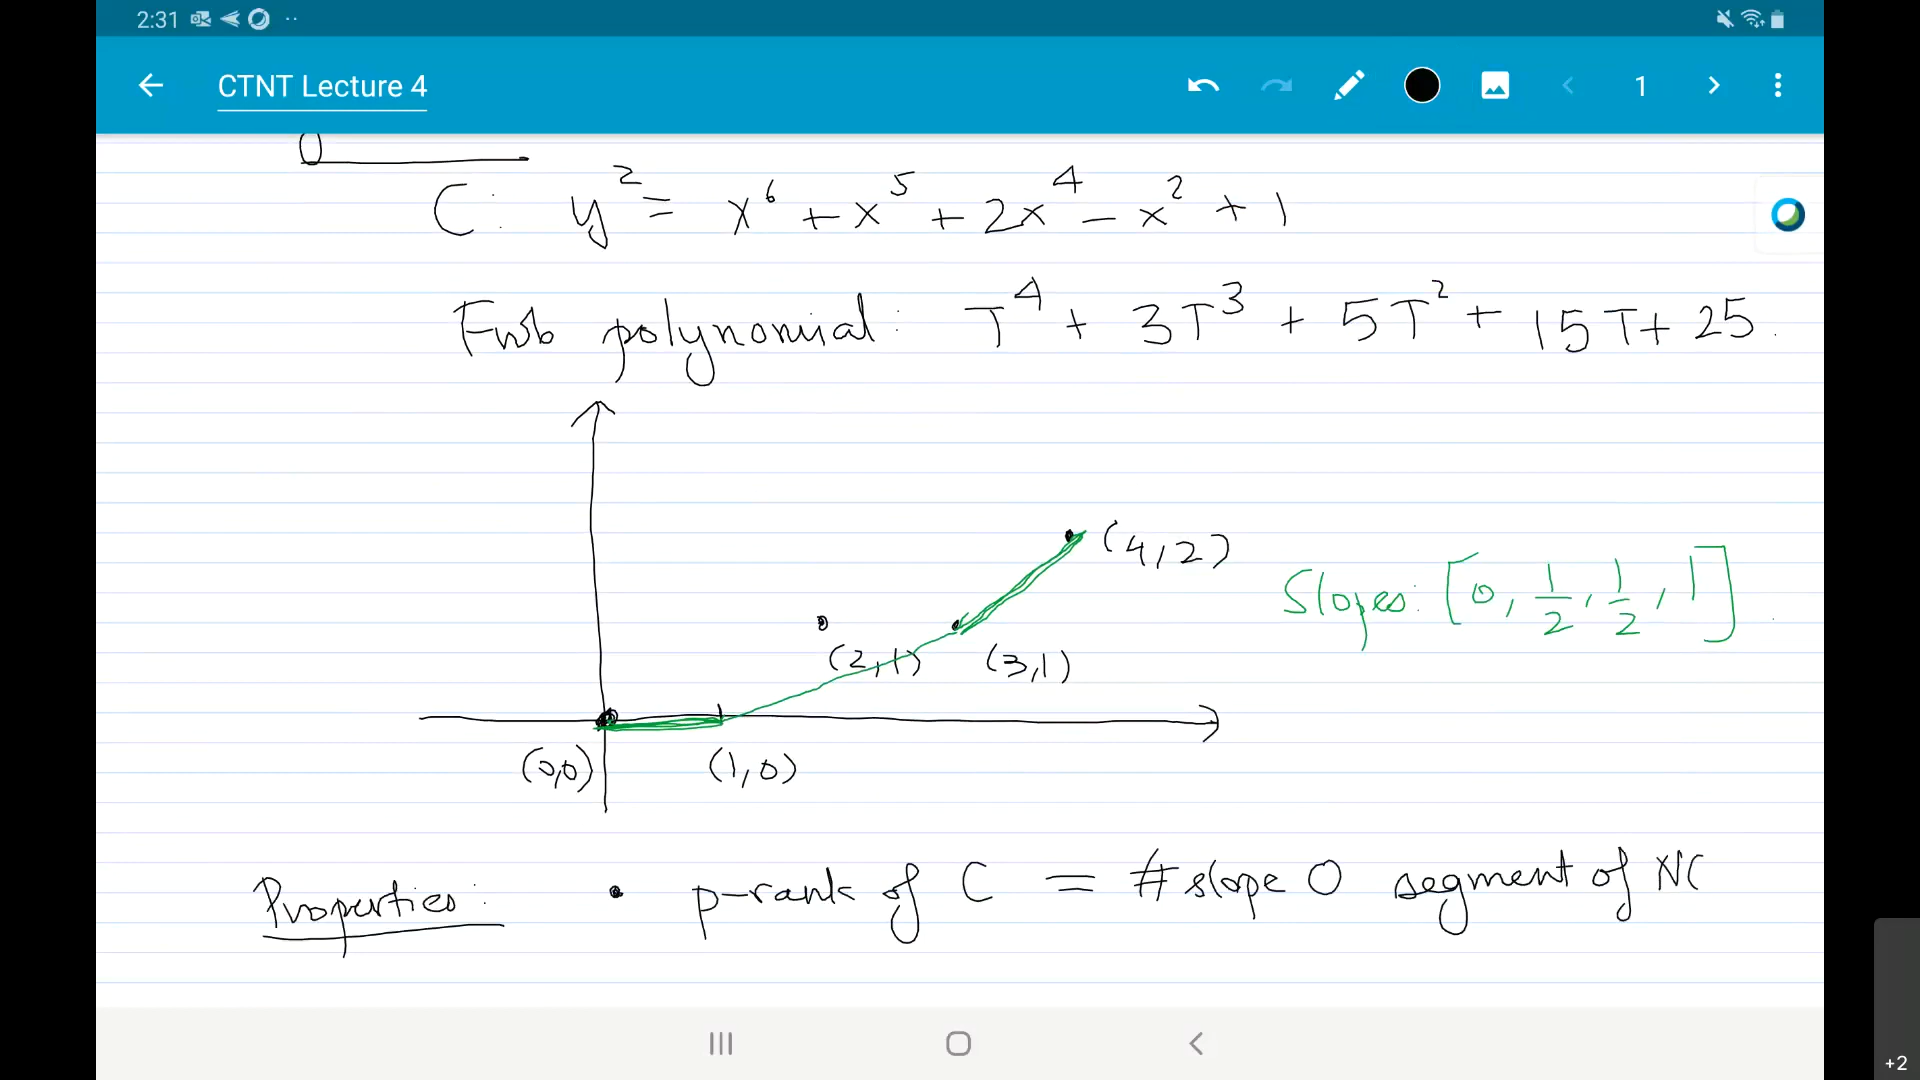 2:31
CTNT Lecture 4
1
C: y² = x⁶ + x⁵ + 2x⁴ - x² + 1
Frob polynomial: T⁴ + 3T³ + 5T² + 15T + 25.
(4,2)
Slopes: [0, 1/2, 1/2, 1].
(2,1) (3,1)
(0,0) (1,0)
Properties: • p-rank of C = # slope 0 segment of N
+2